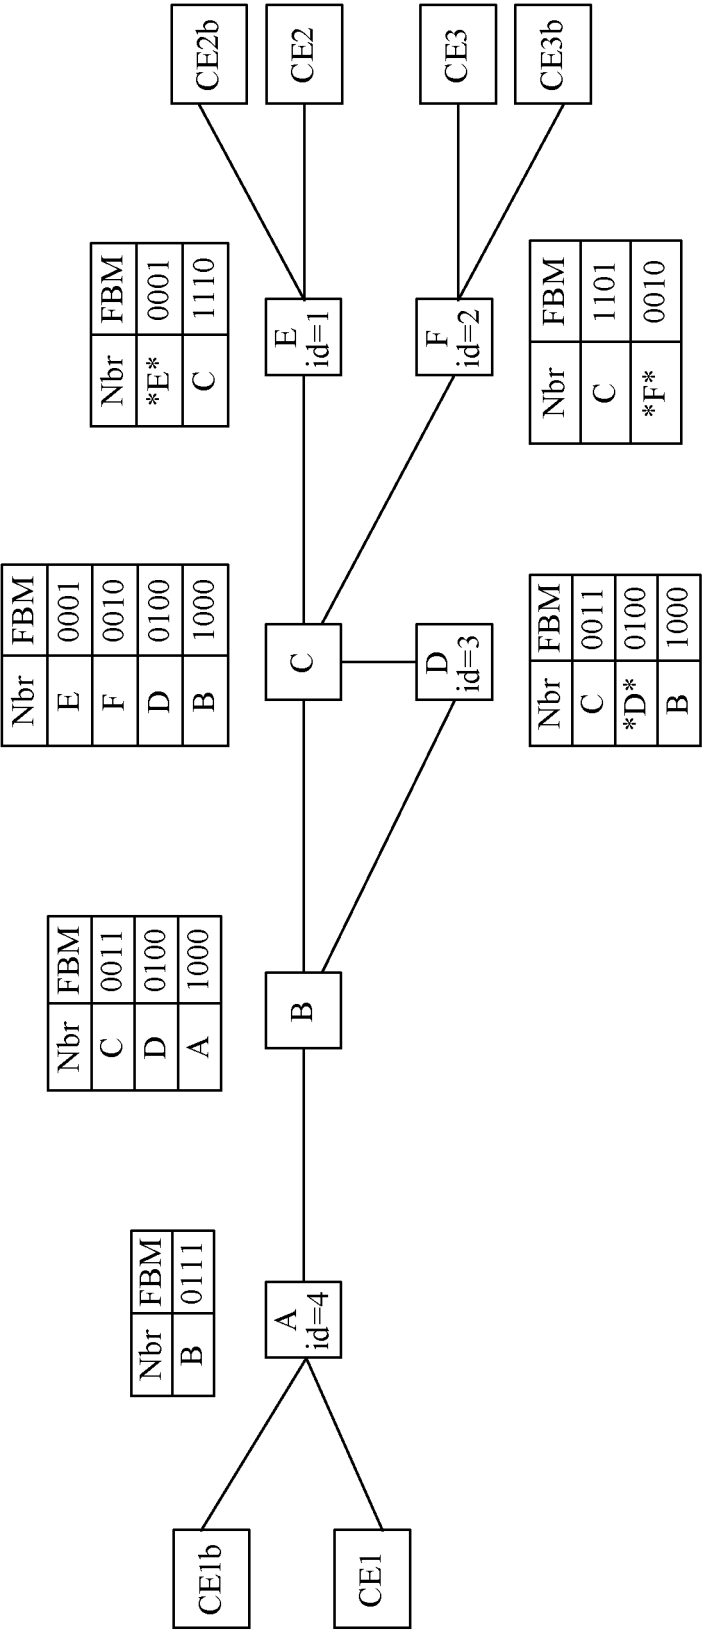 Nbr FBM
B 0111
Nbr FBM
C 0011
D 0100
A 1000
Nbr FBM
E 0001
F 0010
D 0100
B 1000
Nbr FBM
*E* 0001
C 1110
CE1b
CE1
A
id=4
B
C
D
id=3
E
id=1
F
id=2
CE2b
CE2
CE3
CE3b
Nbr FBM
C 0011
*D* 0100
B 1000
Nbr FBM
C 1101
*F* 0010